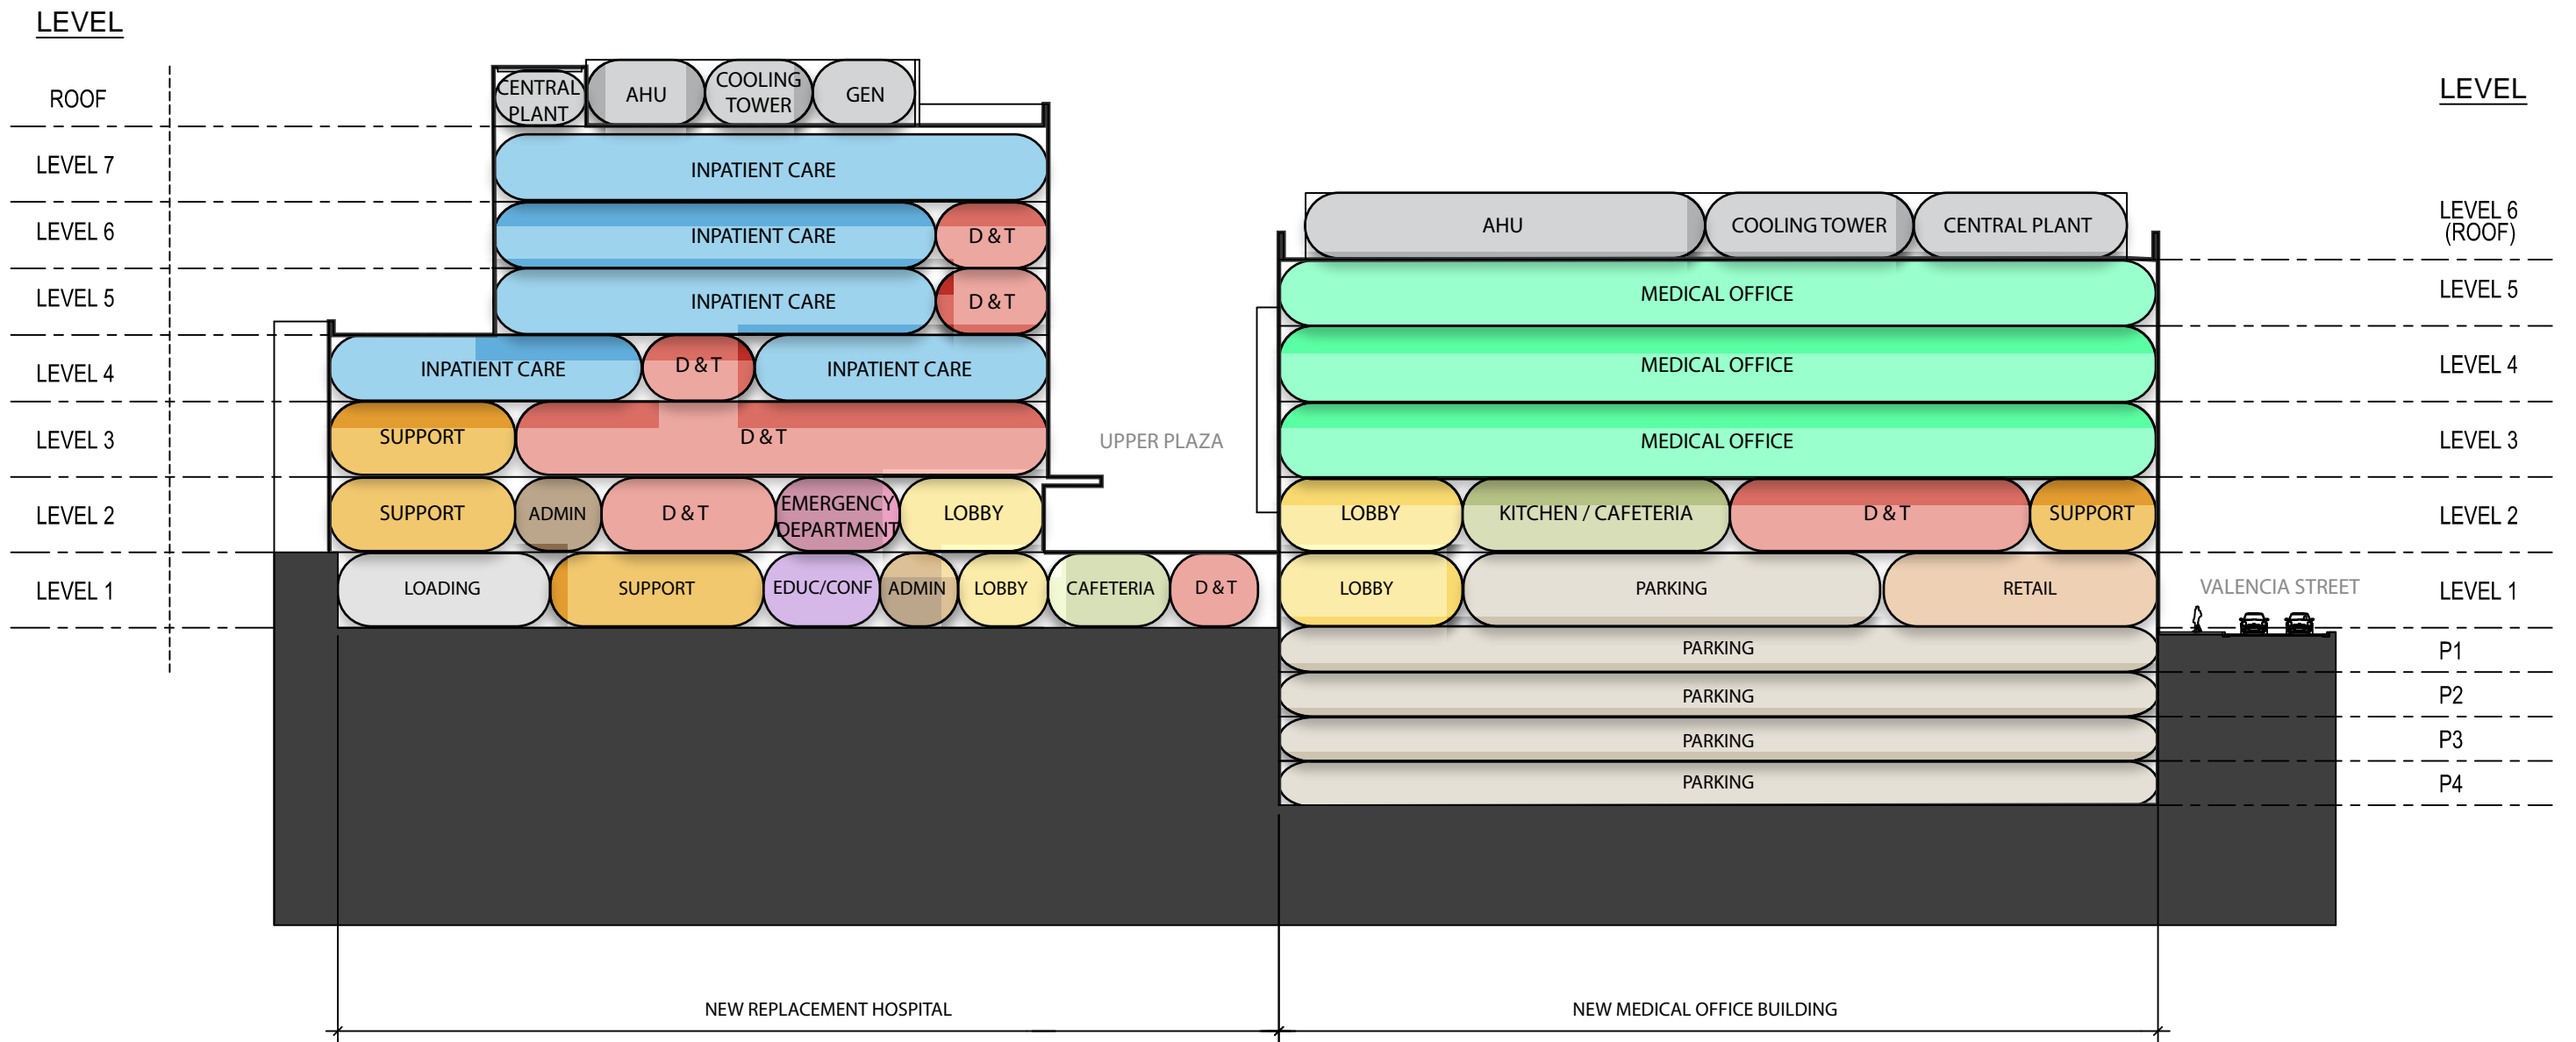 LEVEL
ROOF
CENTRAL
PLANT
AHU
COOLING
TOWER
GEN
LEVEL
LEVEL 7
INPATIENT CARE
LEVEL 6
INPATIENT CARE
D & T
AHU
COOLING TOWER
CENTRAL PLANT
LEVEL 6
(ROOF)
LEVEL 5
INPATIENT CARE
D & T
MEDICAL OFFICE
LEVEL 5
LEVEL 4
INPATIENT CARE
D & T
INPATIENT CARE
MEDICAL OFFICE
LEVEL 4
LEVEL 3
SUPPORT
D & T
UPPER PLAZA
MEDICAL OFFICE
LEVEL 3
LEVEL 2
SUPPORT
ADMIN
D & T
EMERGENCY
DEPARTMENT
LOBBY
LOBBY
KITCHEN / CAFETERIA
D & T
SUPPORT
LEVEL 2
LEVEL 1
LOADING
SUPPORT
EDUC/CONF
ADMIN
LOBBY
CAFETERIA
D & T
LOBBY
PARKING
RETAIL
VALENCIA STREET
LEVEL 1
PARKING
P1
PARKING
P2
PARKING
P3
PARKING
P4
NEW REPLACEMENT HOSPITAL
NEW MEDICAL OFFICE BUILDING